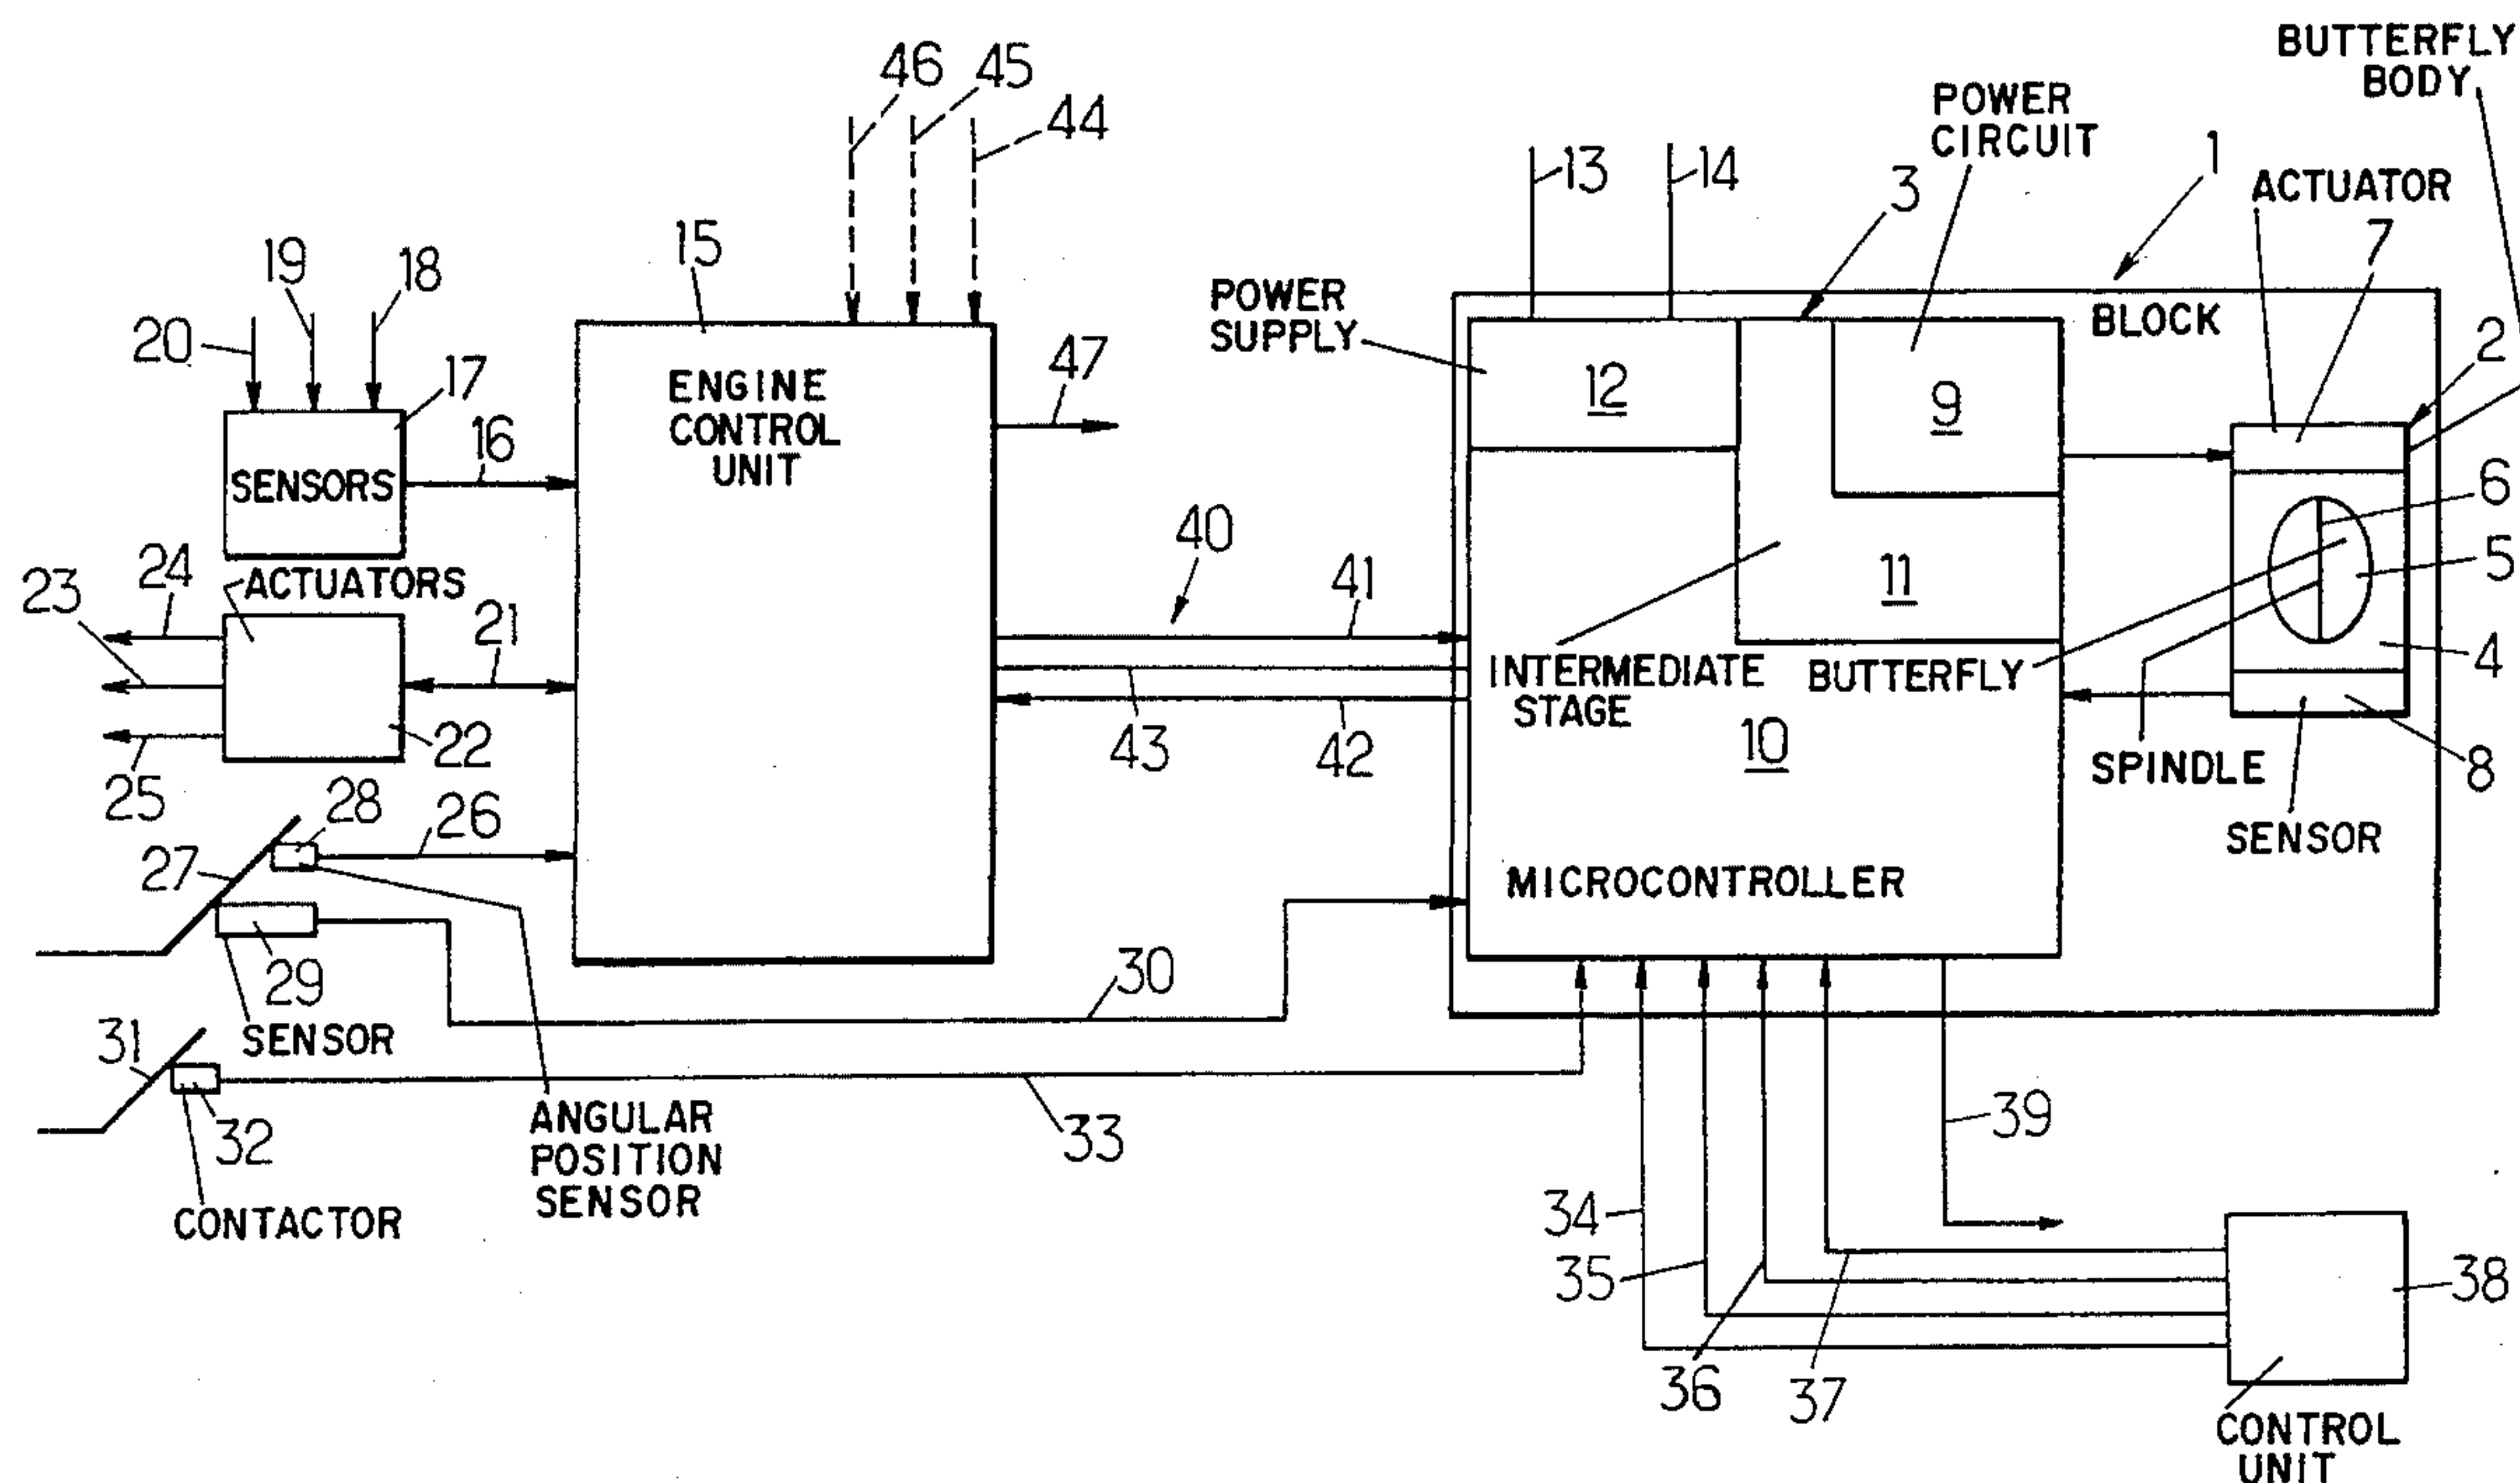 BUTTERFLY
BODY
46
45
44
POWER
CIRCUIT
1
13
14
3
ACTUATOR
7
15
19
18
20
17
POWER
SUPPLY
BLOCK
2
ENGINE
CONTROL
UNIT
47
12
9
16
SENSORS
6
40
24
ACTUATORS
23
21
41
11
5
INTERMEDIATE
STAGE
BUTTERFLY
4
22
25
43
42
10
SPINDLE
8
28
26
27
SENSOR
MICROCONTROLLER
29
30
SENSOR
31
32
33
39
ANGULAR
POSITION
SENSOR
CONTACTOR
34
35
38
36
37
CONTROL
UNIT